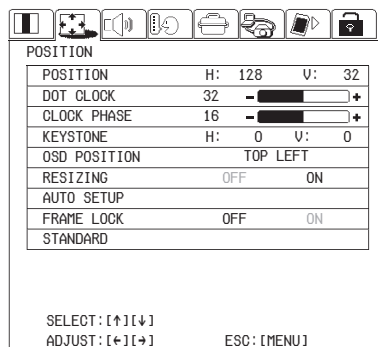 POSITION
POSITION H: 128 V: 32
DOT CLOCK 32 - +
CLOCK PHASE 16 - +
KEYSTONE H: 0 V: 0
OSD POSITION TOP LEFT
RESIZING OFF ON
AUTO SETUP
FRAME LOCK OFF ON
STANDARD
SELECT:[↑][↓]
ADJUST:[←][→] ESC:[MENU]